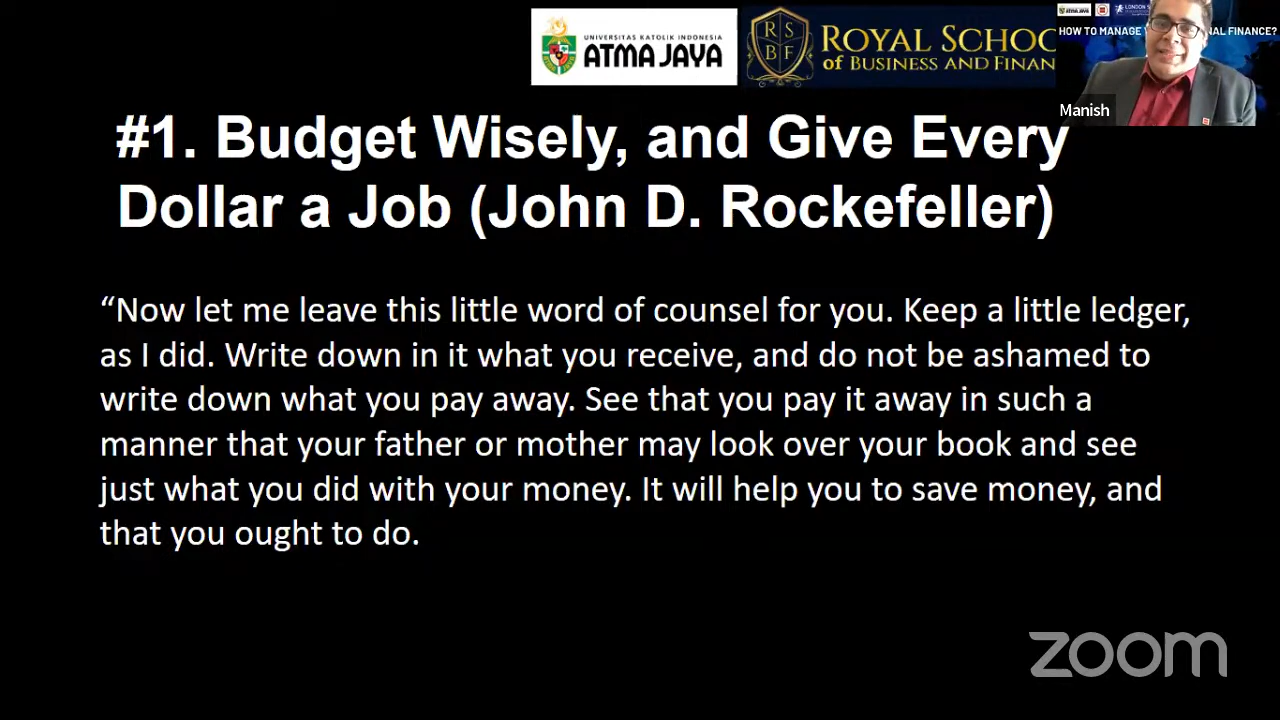 UNIVERSITAS KATOLIK INDONESIA
ATMA JAYA
R S
B F
ROYAL SCHOO
of BUSINESS AND FINAN
ATMA JAYA
LONDON S
HOW TO MANAGE Y
NAL FINANCE?
Manish
#1. Budget Wisely, and Give Every
Dollar a Job (John D. Rockefeller)
“Now let me leave this little word of counsel for you. Keep a little ledger,
as I did. Write down in it what you receive, and do not be ashamed to
write down what you pay away. See that you pay it away in such a
manner that your father or mother may look over your book and see
just what you did with your money. It will help you to save money, and
that you ought to do.
zoom